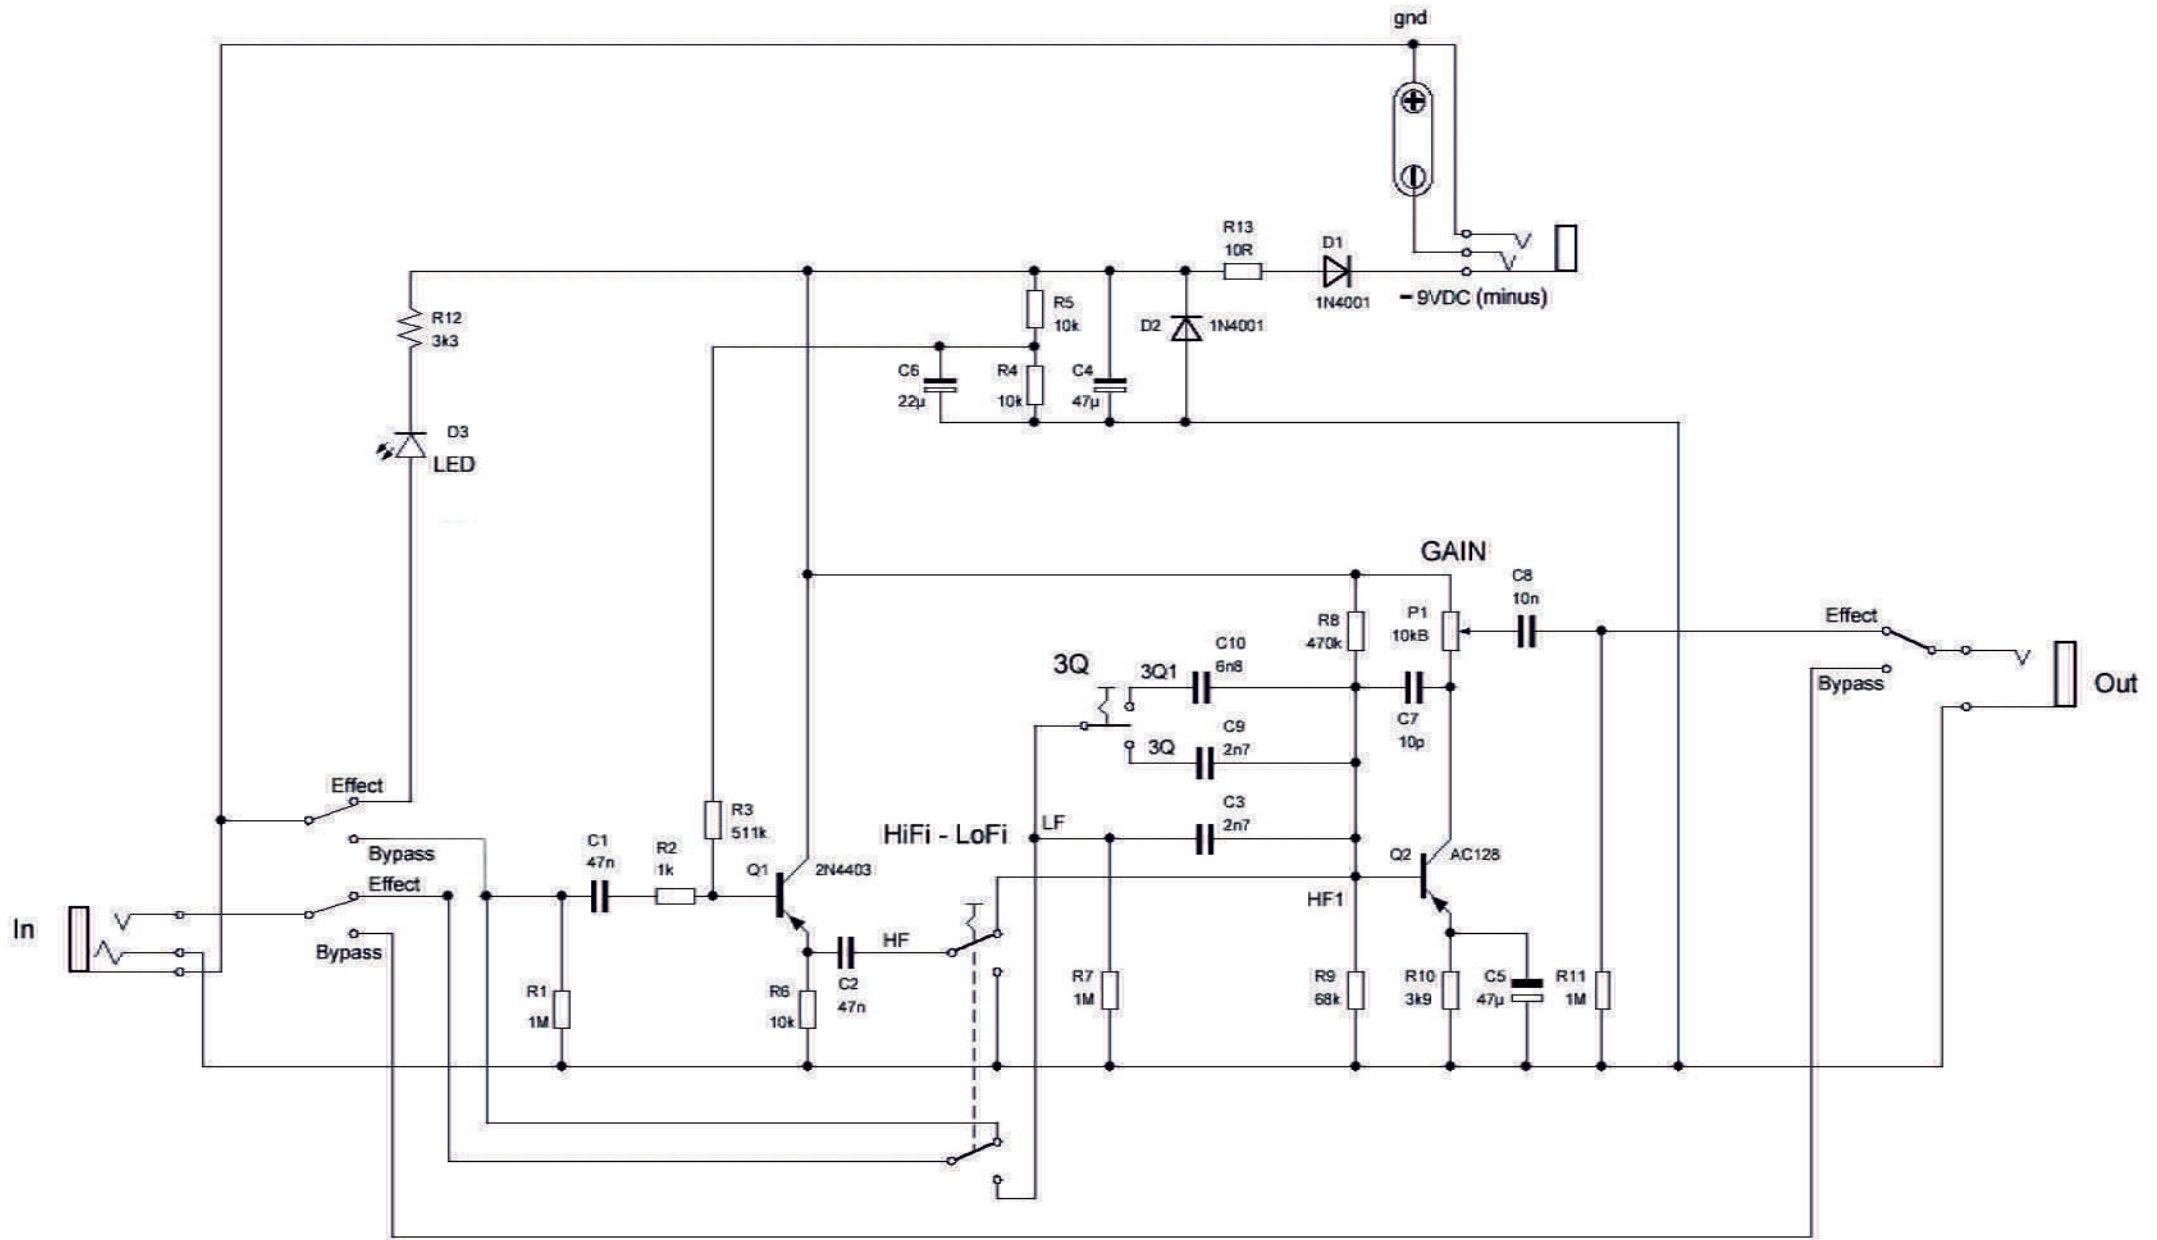 gnd
R13
10R
D1
1N4001
– 9VDC (minus)
R12
3k3
R5
10k
D2
1N4001
C6
22µ
R4
10k
C4
47µ
D3
LED
GAIN
C8
10n
R8
470k
P1
10kB
Effect
Bypass
Out
3Q
3Q1
C10
6n8
C7
10p
C9
2n7
3Q
Effect
Bypass
Effect
Bypass
In
C1
47n
R2
1k
R3
511k
Q1
2N4403
HiFi - LoFi
LF
C3
2n7
Q2
AC128
HF1
HF
C2
47n
R1
1M
R6
10k
R7
1M
R9
68k
R10
3k9
C5
47µ
R11
1M